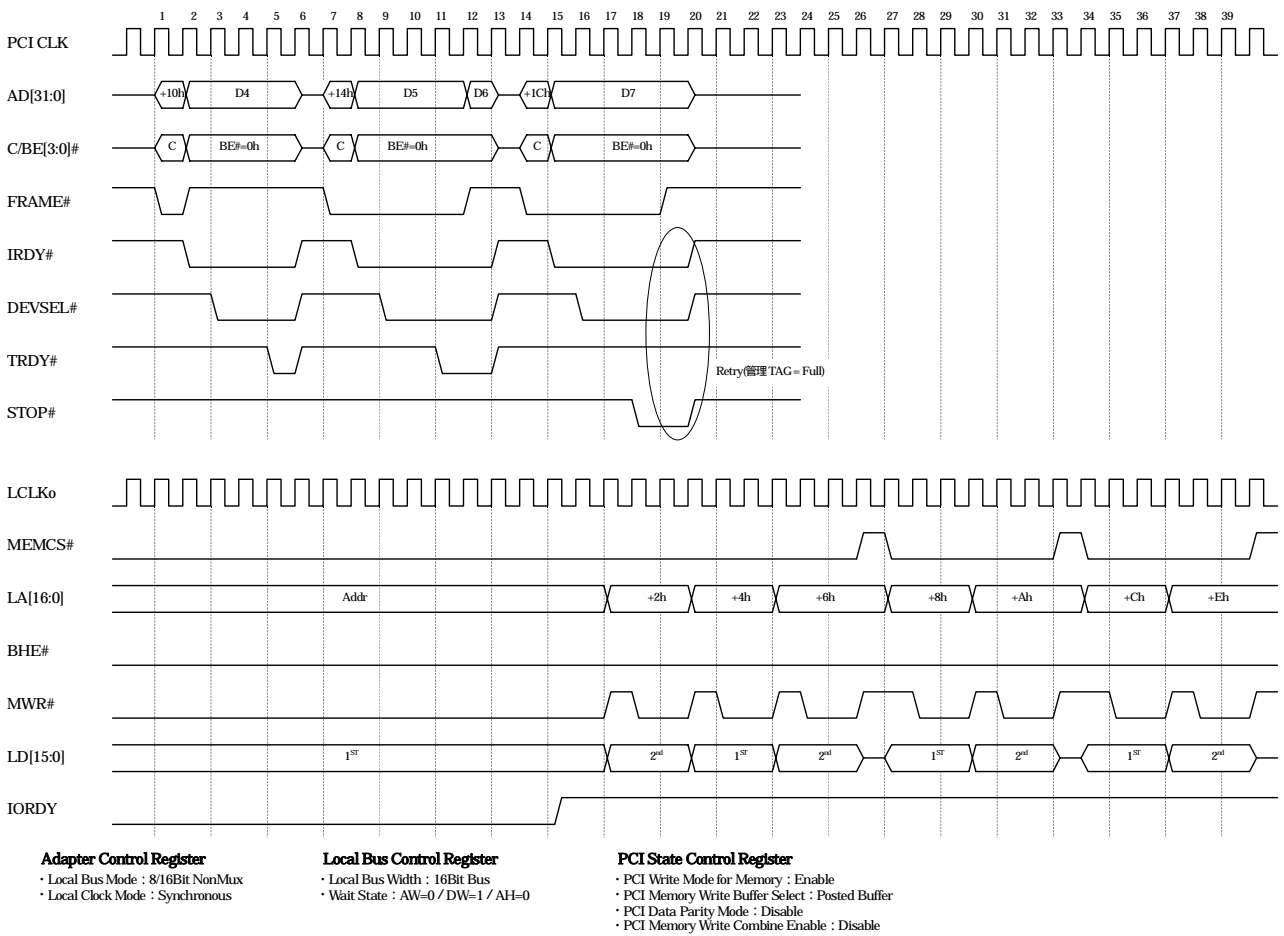 1 2 3 4 5 6 7 8 9 10 11 12 13 14 15 16 17 18 19 20 21 22 23 24 25 26 27 28 29 30 31 32 33 34 35 36 37 38 39
PCI CLK
AD[31:0] +10h D4 +14h D5 D6 +1Ch D7
C/BE[3:0]# C BE#=0h C BE#=0h C BE#=0h
FRAME#
IRDY#
DEVSEL#
TRDY#
Retry(管理TAG = Full)
STOP#
LCLKo
MEMCS#
LA[16:0] Addr +2h +4h +6h +8h +Ah +Ch +Eh
BHE#
MWR#
LD[15:0] 1ST 2nd 1ST 2nd 1ST 2nd 1ST 2nd
IORDY
Adapter Control Register
・Local Bus Mode：8/16Bit NonMux
・Local Clock Mode：Synchronous
Local Bus Control Register
・Local Bus Width：16Bit Bus
・Wait State：AW=0 / DW=1 / AH=0
PCI State Control Register
・PCI Write Mode for Memory：Enable
・PCI Memory Write Buffer Select：Posted Buffer
・PCI Data Parity Mode：Disable
・PCI Memory Write Combine Enable：Disable